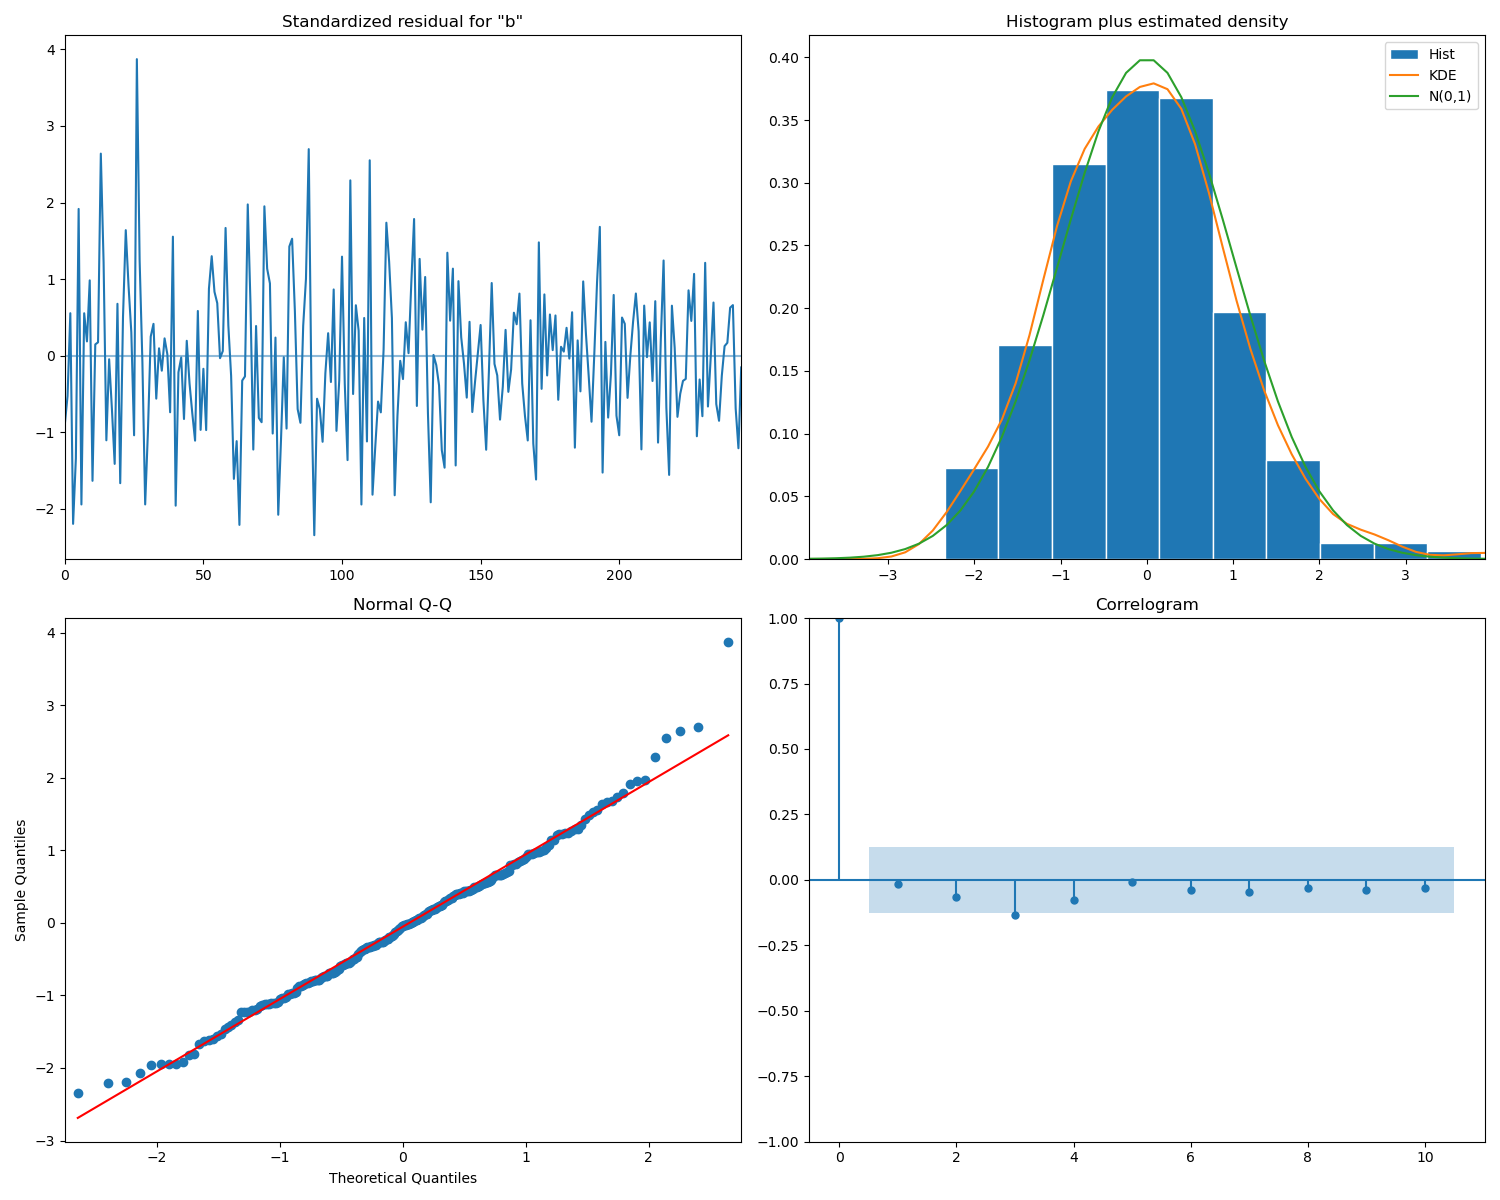 Standardized residual for "b"
4
3
2
1
0
−1
−2
0 50 100 150 200
Histogram plus estimated density
Hist
KDE
N(0,1)
0.40
0.35
0.30
0.25
0.20
0.15
0.10
0.05
0.00
−3 −2 −1 0 1 2 3
Normal Q-Q
Sample Quantiles
4
3
2
1
0
−1
−2
−3
−2 −1 0 1 2
Theoretical Quantiles
Correlogram
1.00
0.75
0.50
0.25
0.00
−0.25
−0.50
−0.75
−1.00
0 2 4 6 8 10